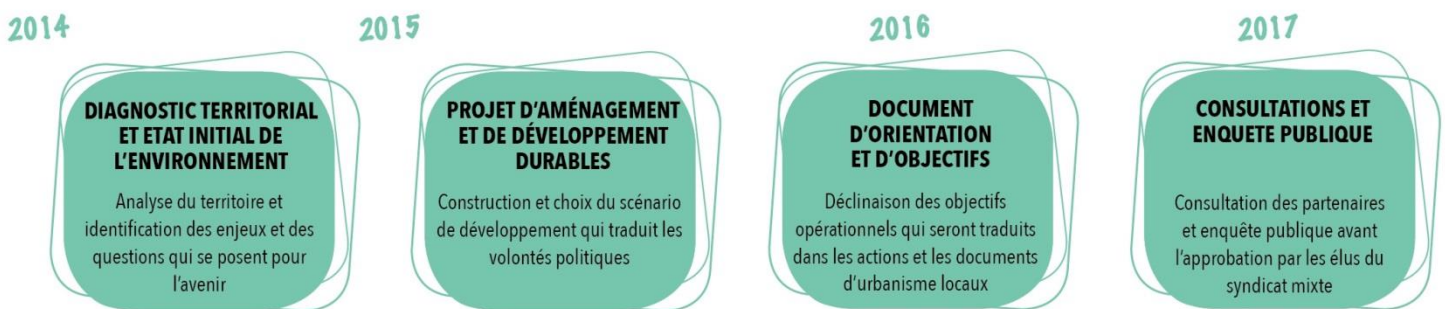 2014
DIAGNOSTIC TERRITORIAL
ET ETAT INITIAL DE
L'ENVIRONNEMENT
Analyse du territoire et
identification des enjeux et des
questions qui se posent pour
l'avenir
2015
PROJET D'AMÉNAGEMENT
ET DE DÉVELOPPEMENT
DURABLES
Construction et choix du scénario
de développement qui traduit les
volontés politiques
2016
DOCUMENT
D'ORIENTATION
ET D'OBJECTIFS
Déclinaison des objectifs
opérationnels qui seront traduits
dans les actions et les documents
d'urbanisme locaux
2017
CONSULTATIONS ET
ENQUETE PUBLIQUE
Consultation des partenaires
et enquête publique avant
l'approbation par les élus du
syndicat mixte